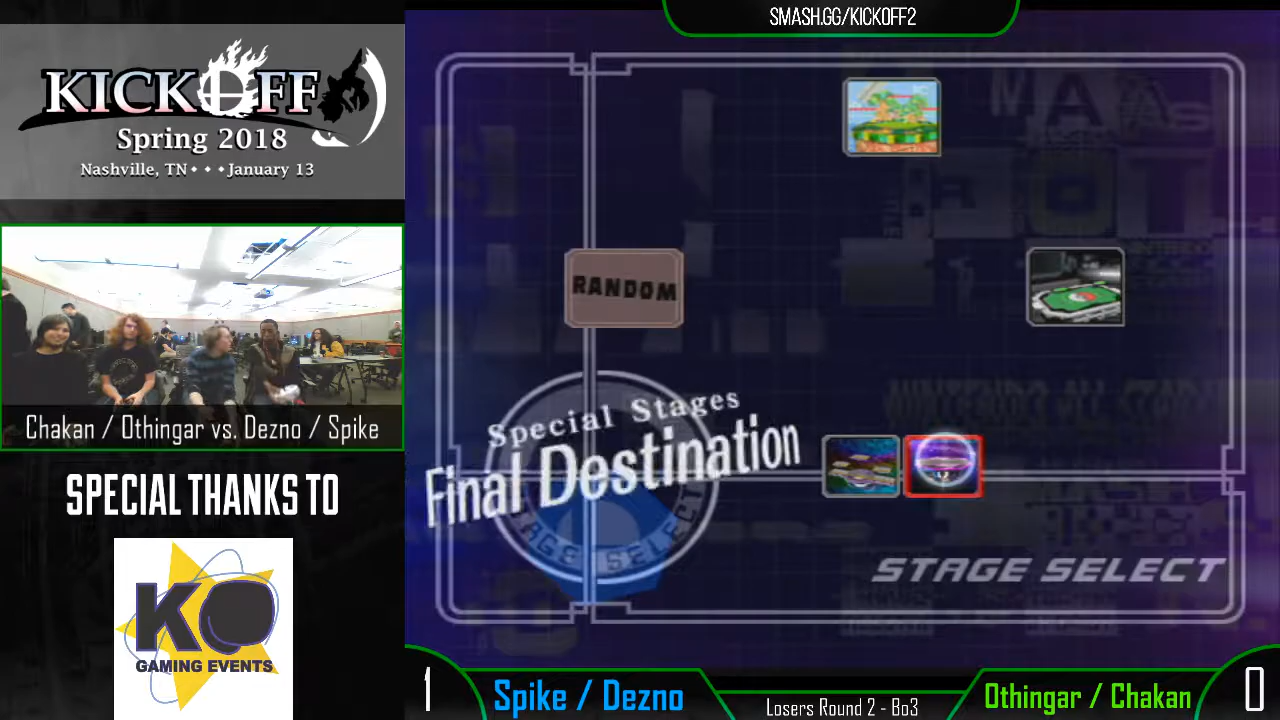 SMASH.GG/KICKOFF2
KICKOFF
Spring 2018
Nashville, TN • • • January 13
RANDOM
Special Stages
Final Destination
STAGE SELECT
Chakan / Othingar vs. Dezno / Spike
SPECIAL THANKS TO
KO
GAMING EVENTS
1
Spike / Dezno
Losers Round 2 - Bo3
Othingar / Chakan
0